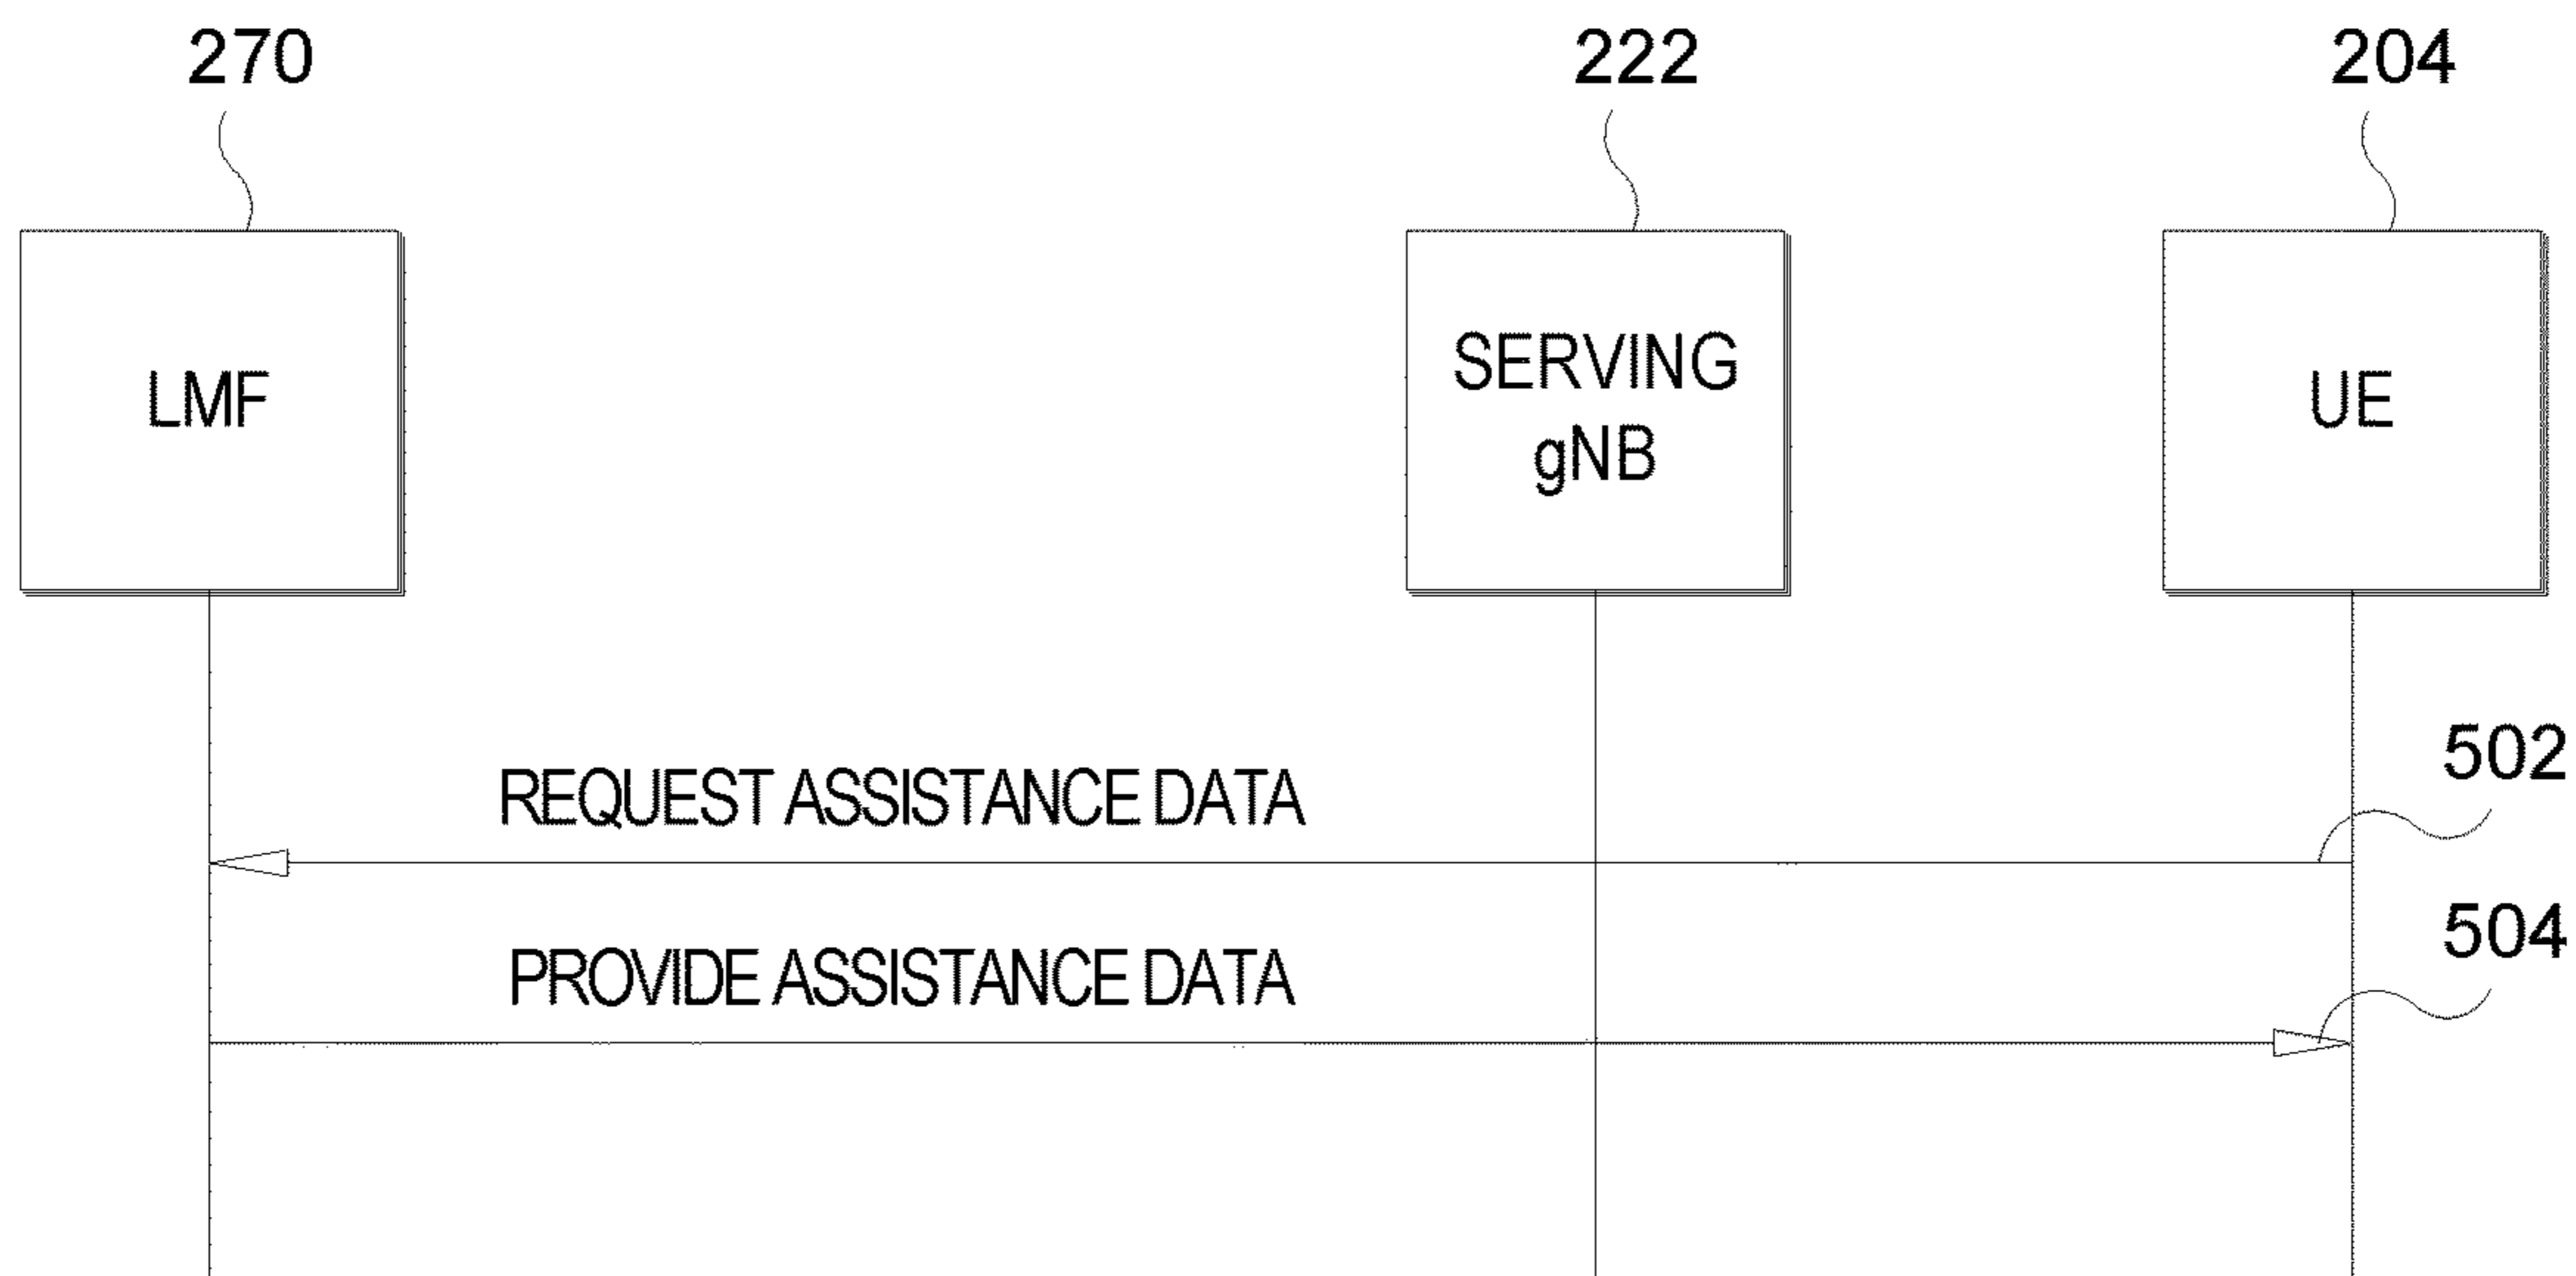 270
222
204
LMF
SERVING
gNB
UE
502
REQUEST ASSISTANCE DATA
504
PROVIDE ASSISTANCE DATA